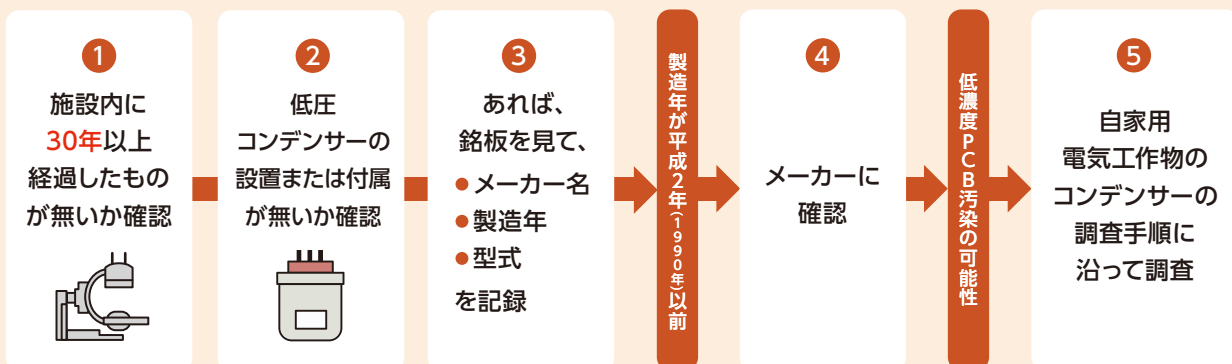 1
施設内に
30年以上
経過したもの
が無いか確認
2
低圧
コンデンサーの
設置または付属
が無いか確認
3
あれば、
銘板を見て、
●メーカー名
●製造年
●型式
を記録
製造年が平成2年(1990年)以前
4
メーカーに
確認
低濃度PCB汚染の可能性
5
自家用
電気工作物の
コンデンサーの
調査手順に
沿って調査